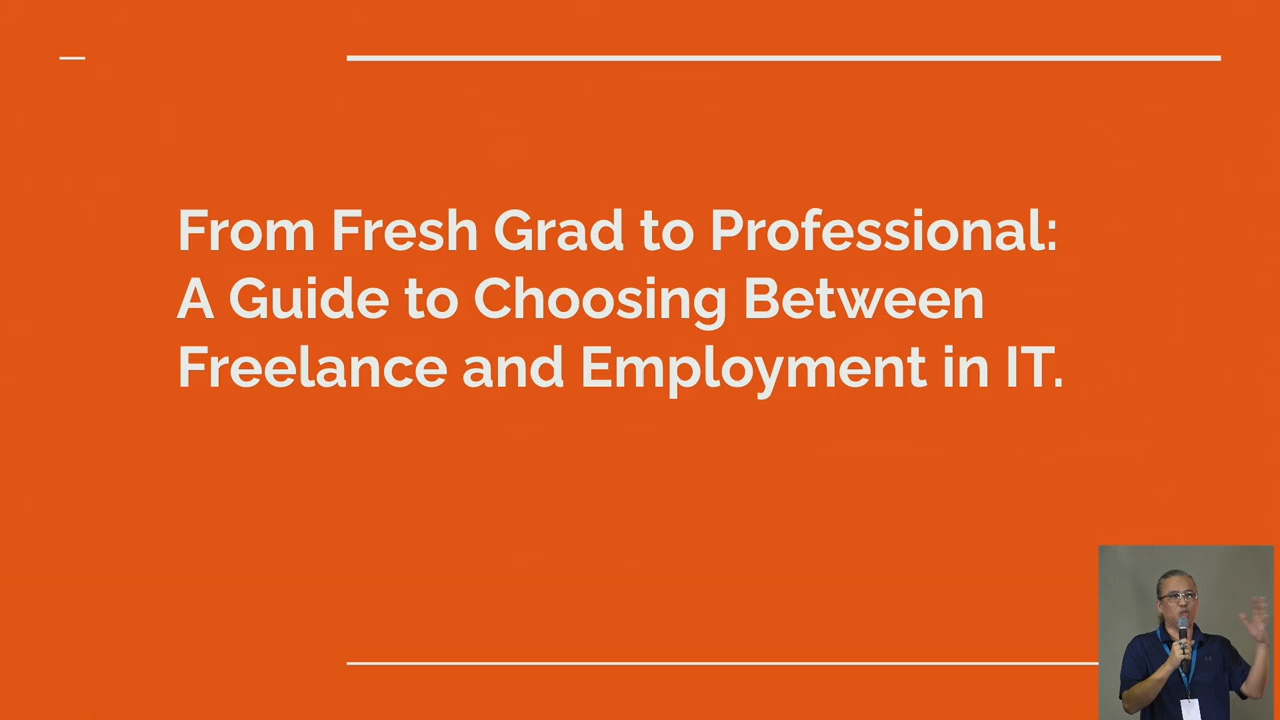 From Fresh Grad to Professional:
A Guide to Choosing Between
Freelance and Employment in IT.